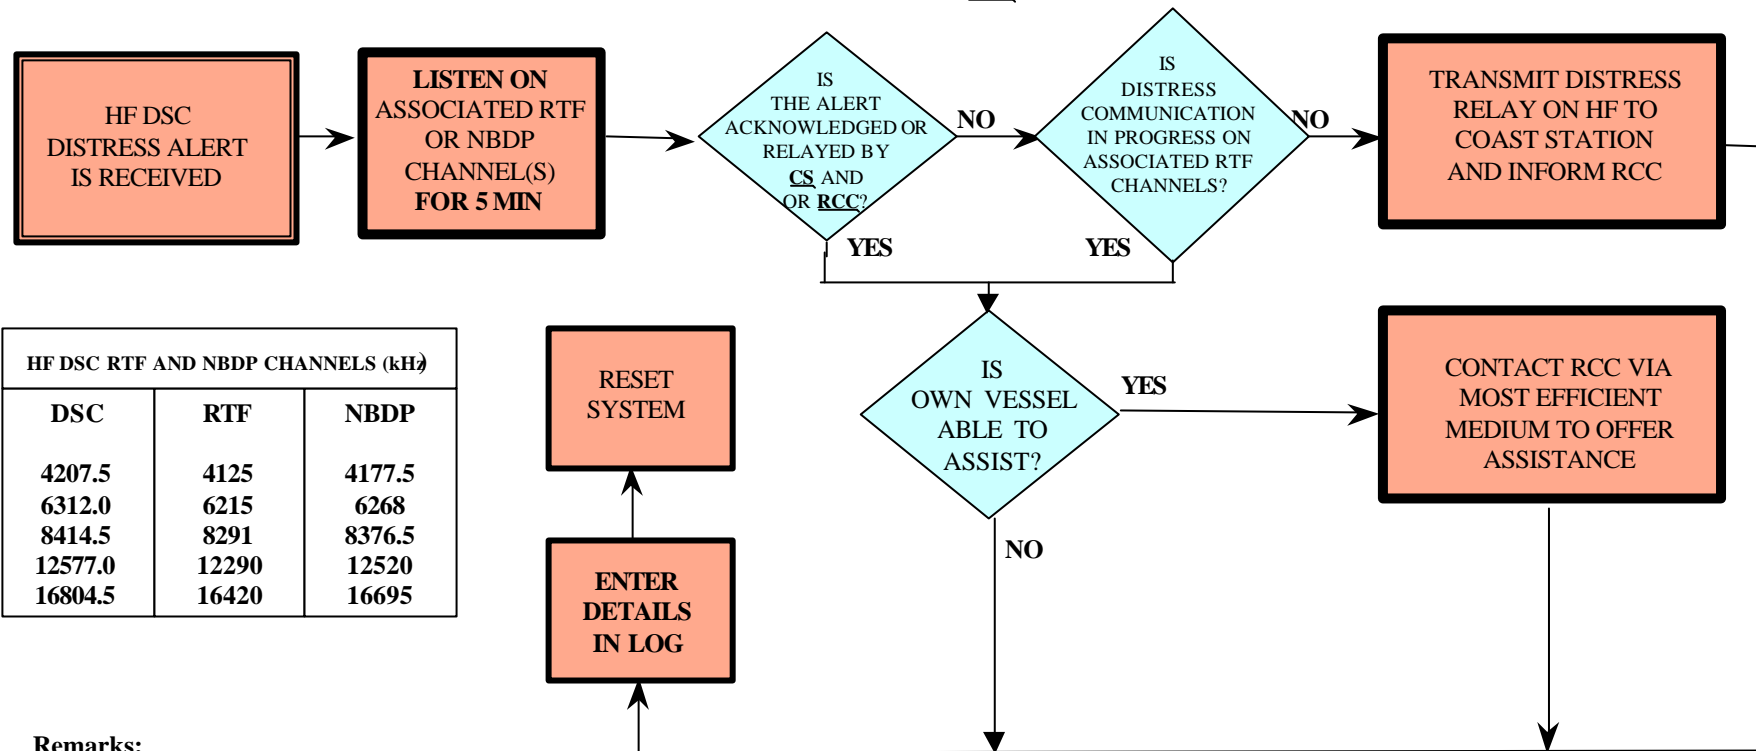 HF DSC
DISTRESS ALERT
IS RECEIVED
LISTEN ON
ASSOCIATED RTF
OR NBDP
CHANNEL(S)
FOR 5 MIN
IS
THE ALERT
ACKNOWLEDGED OR
RELAYED BY
CS AND
OR RCC?
NO
YES
IS
DISTRESS
COMMUNICATION
IN PROGRESS ON
ASSOCIATED RTF
CHANNELS?
NO
YES
TRANSMIT DISTRESS
RELAY ON HF TO
COAST STATION
AND INFORM RCC
HF DSC RTF AND NBDP CHANNELS (kHz)
DSC RTF NBDP
4207.5 4125 4177.5
6312.0 6215 6268
8414.5 8291 8376.5
12577.0 12290 12520
16804.5 16420 16695
RESET
SYSTEM
ENTER
DETAILS
IN LOG
IS
OWN VESSEL
ABLE TO
ASSIST?
YES
NO
CONTACT RCC VIA
MOST EFFICIENT
MEDIUM TO OFFER
ASSISTANCE
Remarks: